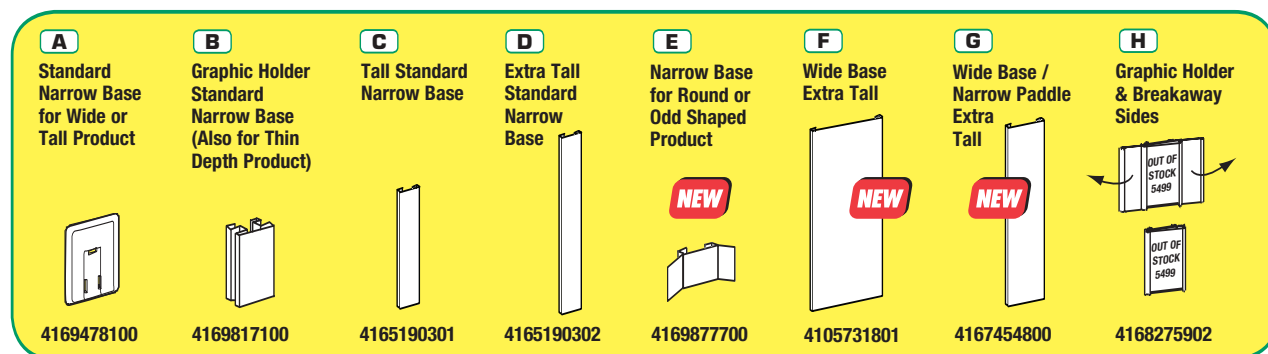 A
Standard
Narrow Base
for Wide or
Tall Product
4169478100
B
Graphic Holder
Standard
Narrow Base
(Also for Thin
Depth Product)
4169817100
C
Tall Standard
Narrow Base
4165190301
D
Extra Tall
Standard
Narrow
Base
4165190302
E
Narrow Base
for Round or
Odd Shaped
Product
NEW
4169877700
F
Wide Base
Extra Tall
NEW
4105731801
G
Wide Base /
Narrow Paddle
Extra
Tall
NEW
4167454800
H
Graphic Holder
& Breakaway
Sides
OUT OF
STOCK
5499
OUT OF
STOCK
5499
4168275902